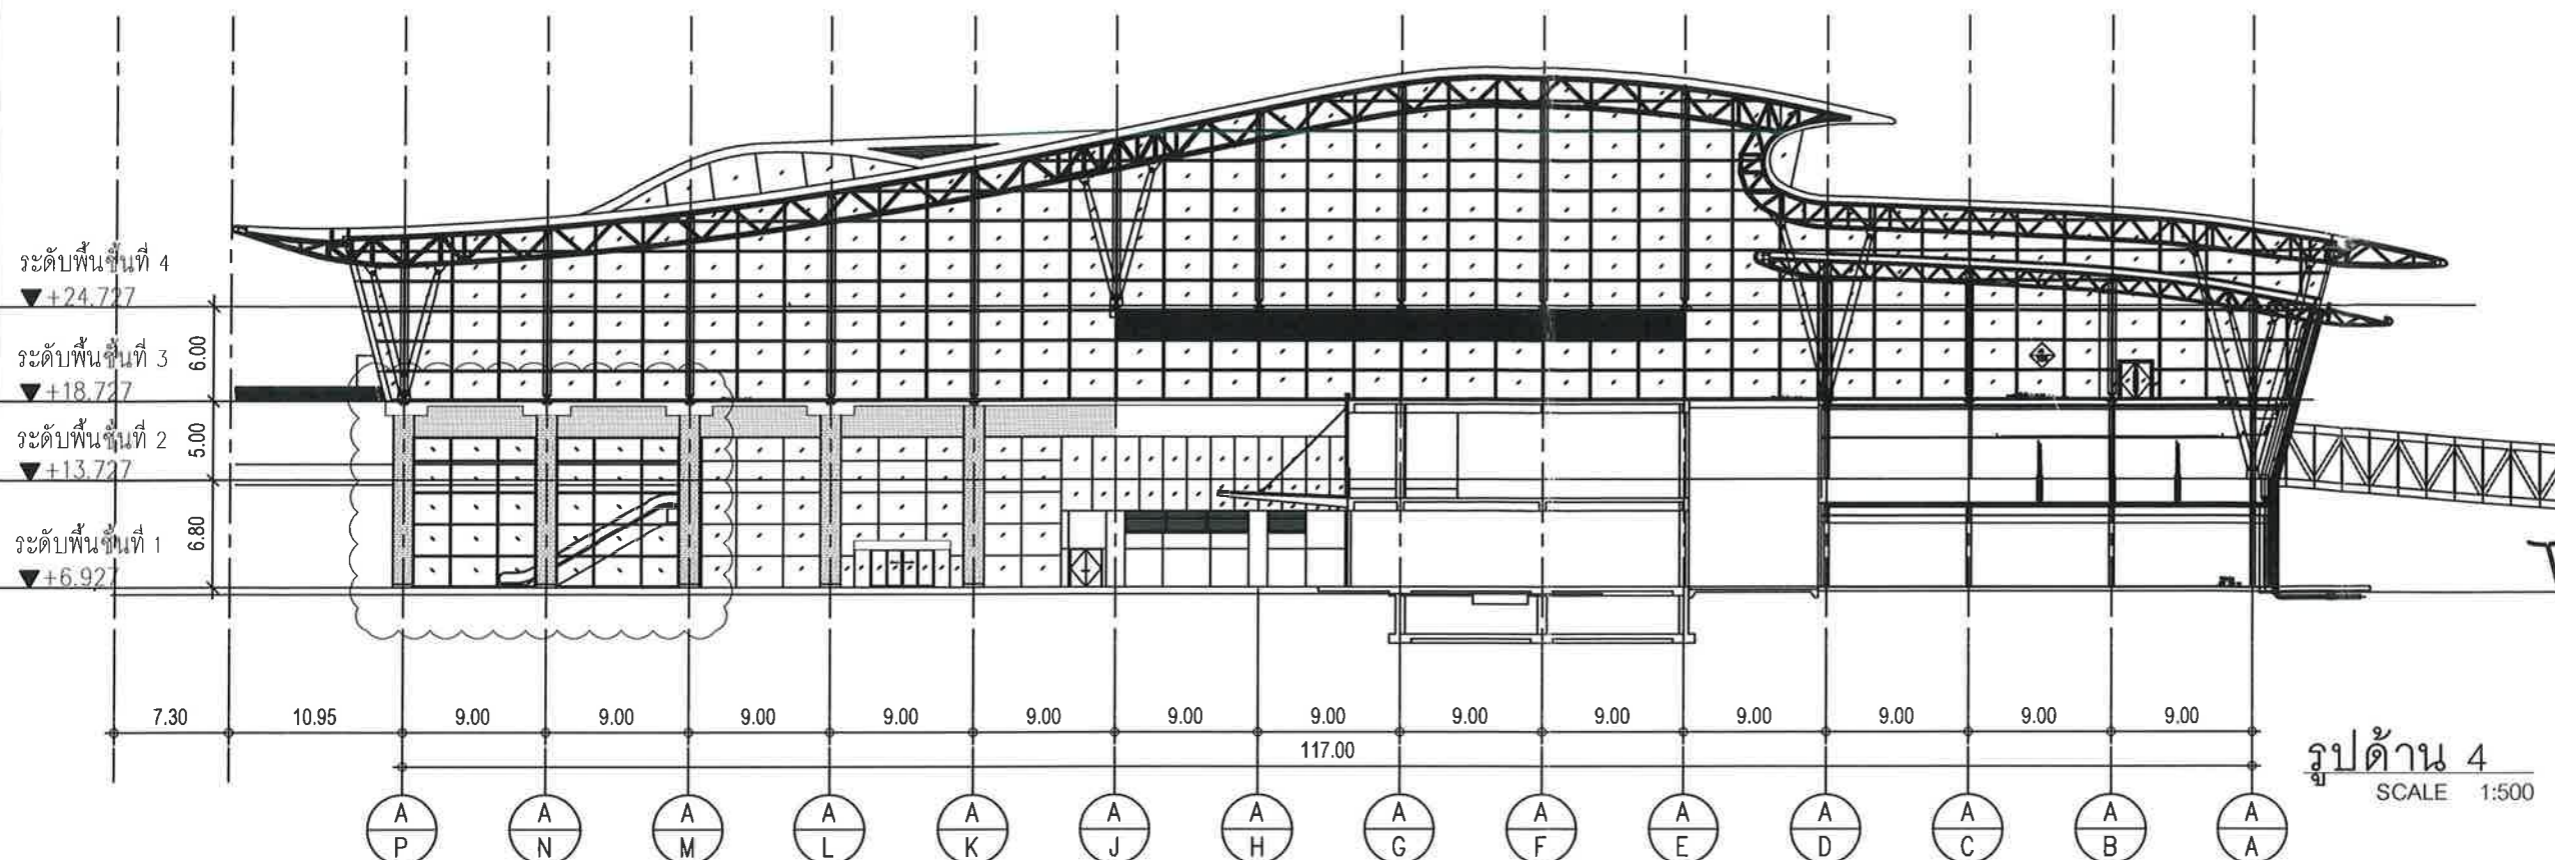 ระดับพื้นชั้นที่ 4
+24.727
6.00
ระดับพื้นชั้นที่ 3
+18.727
5.00
ระดับพื้นชั้นที่ 2
+13.727
6.80
ระดับพื้นชั้นที่ 1
+6.927
7.30 10.95 9.00 9.00 9.00 9.00 9.00 9.00 9.00 9.00 9.00 9.00 9.00 9.00 9.00
117.00
รูปด้าน 4
SCALE 1:500
A A A A A A A A A A A A A A
P N M L K J H G F E D C B A